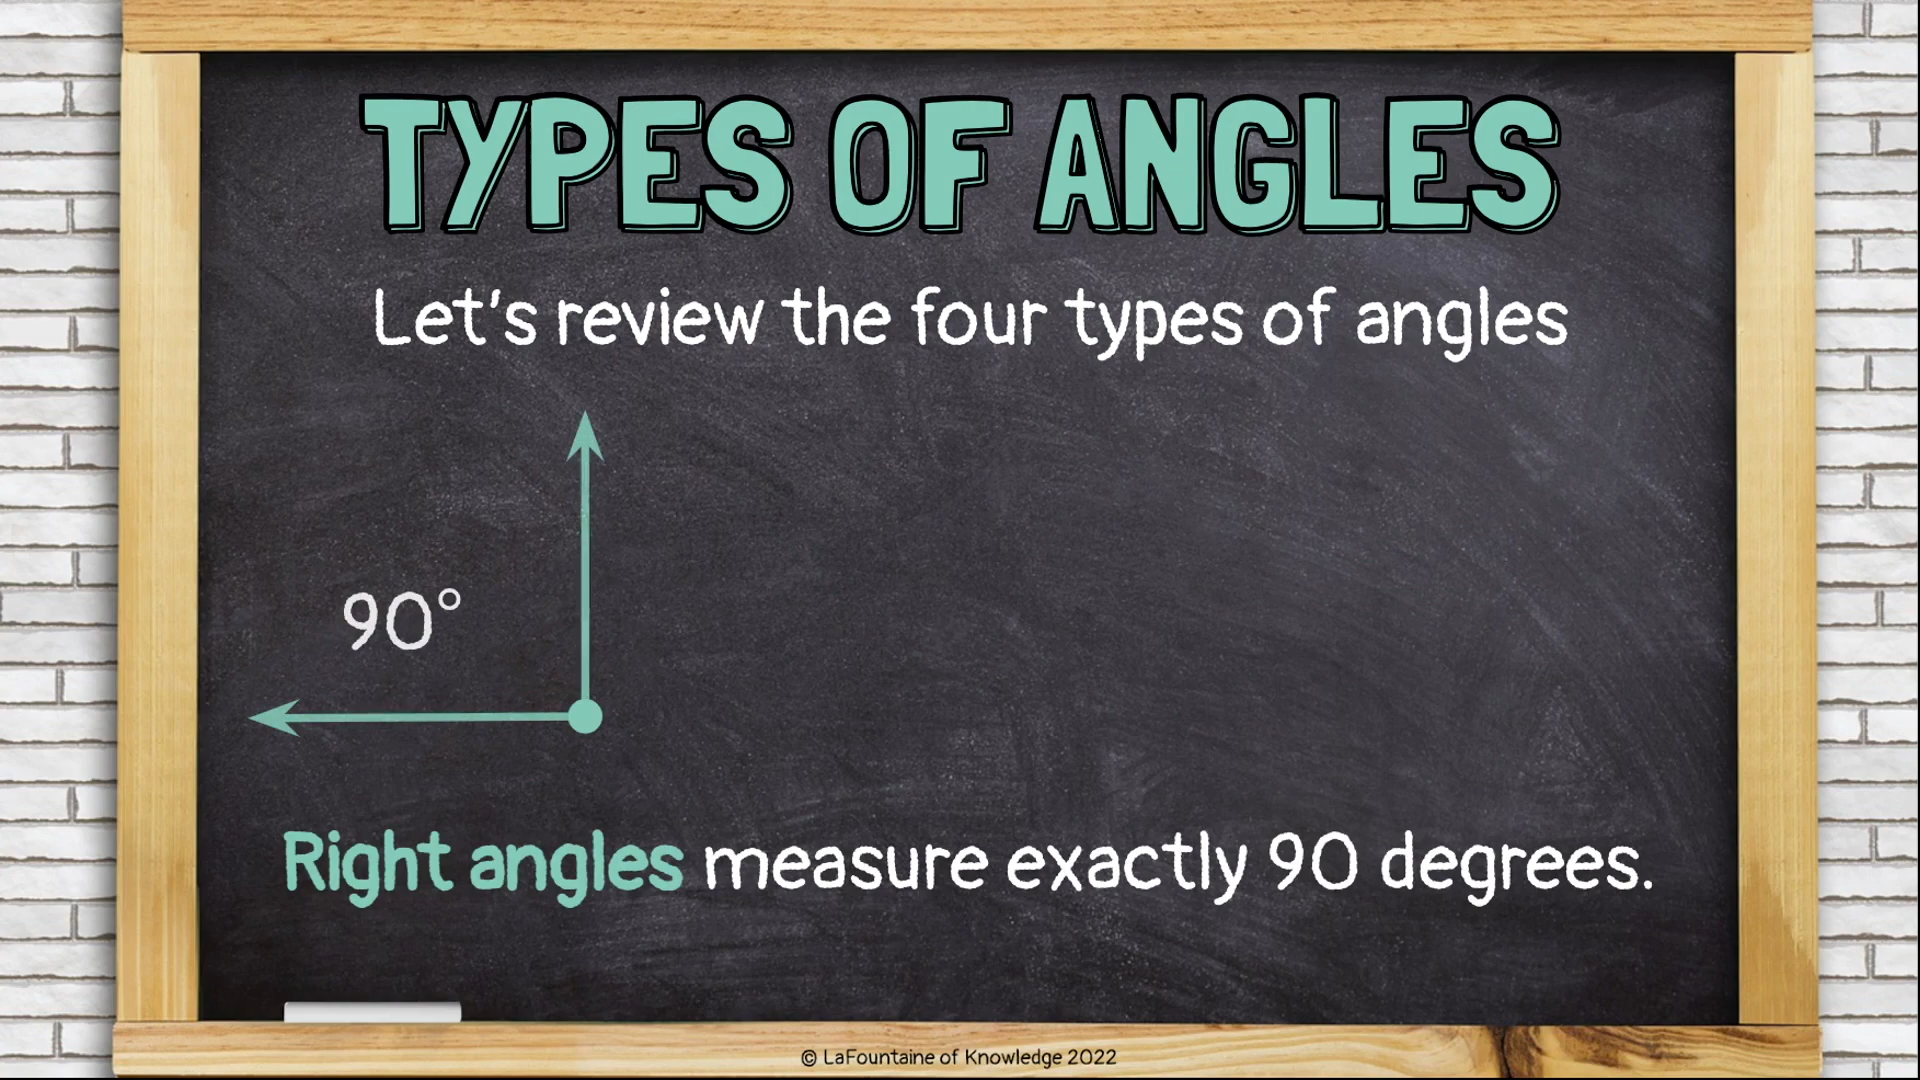 TYPES OF ANGLES
Let's review the four types of angles
90°
Right angles measure exactly 90 degrees.
© LaFountaine of Knowledge 2022